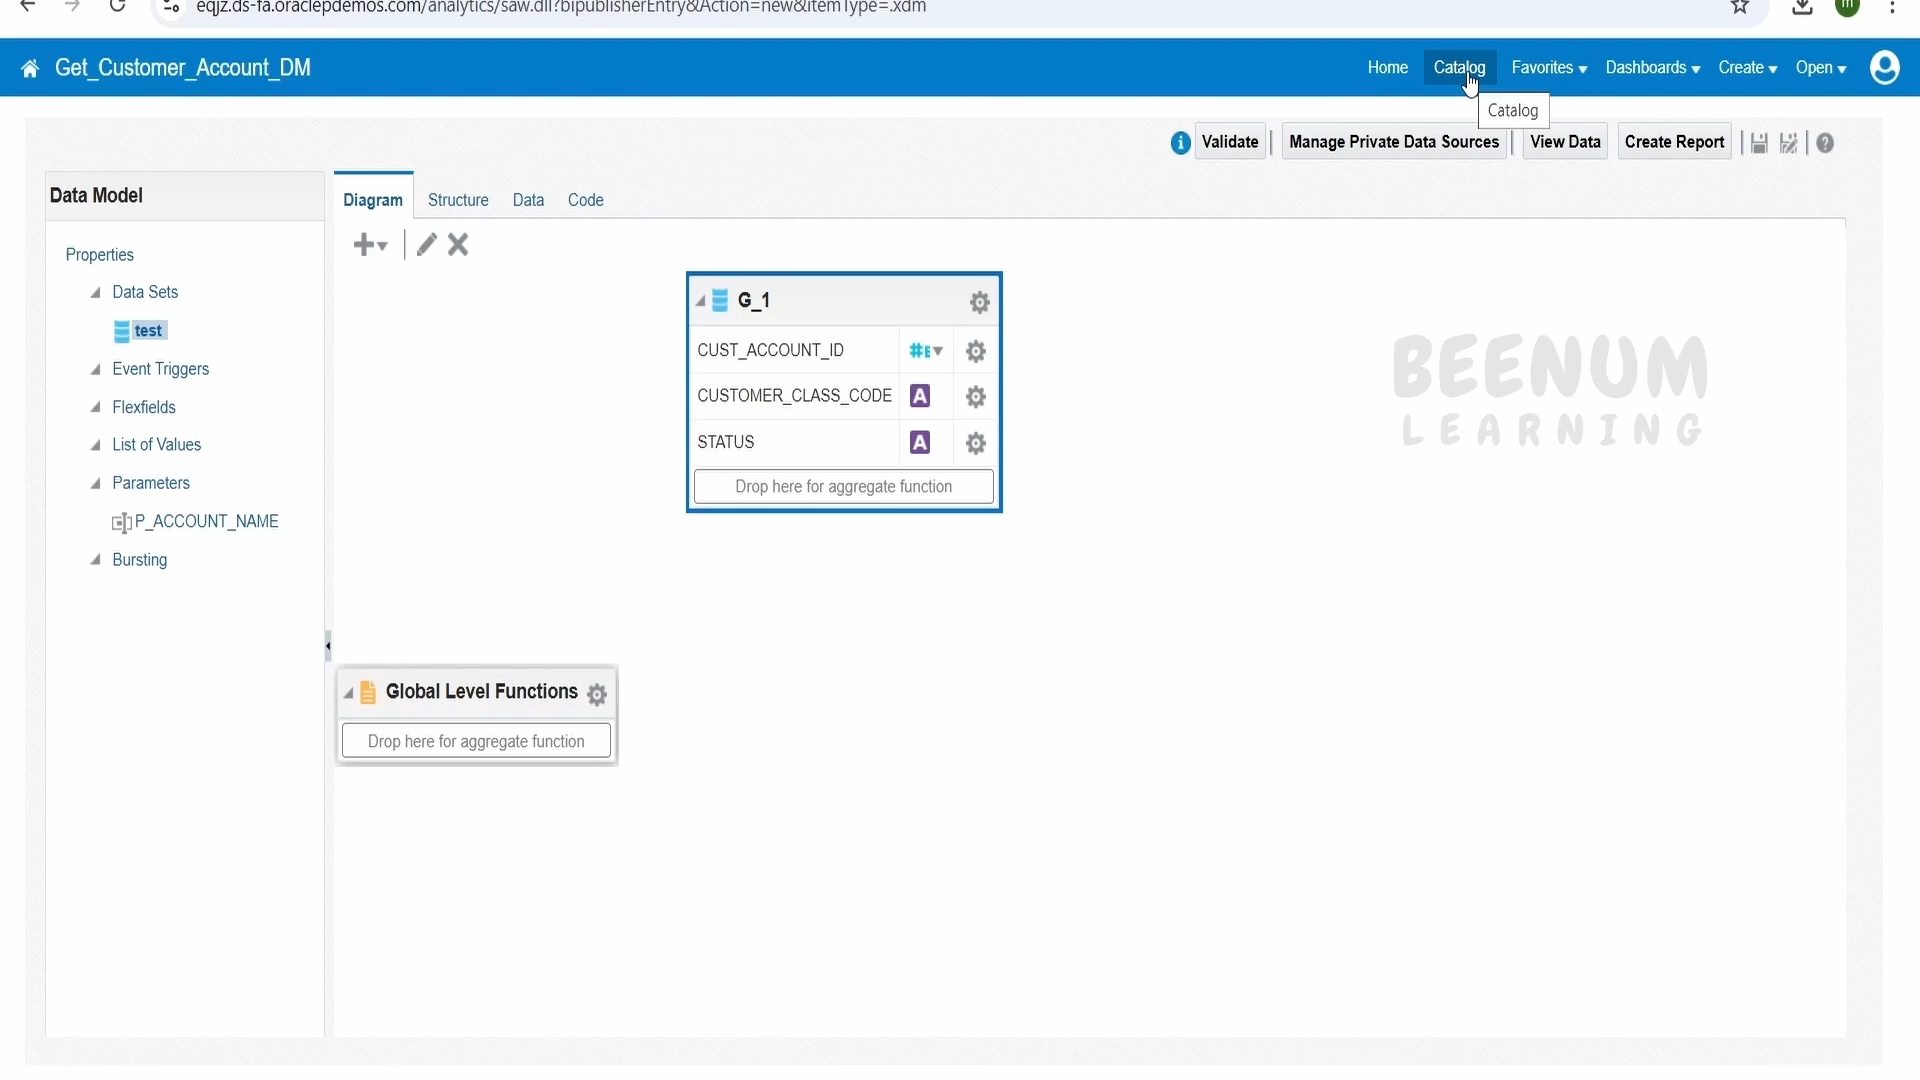 eqjz.ds-fa.oraclepdemos.com/analytics/saw.dll?bipublisherEntry&Action=new&itemType=.xdm
m
Get_Customer_Account_DM
Home Catalog Favorites Dashboards Create Open
Catalog
Validate Manage Private Data Sources View Data Create Report
Data Model
Diagram Structure Data Code
Properties
Data Sets
test
Event Triggers
Flexfields
List of Values
Parameters
P_ACCOUNT_NAME
Bursting
G_1
CUST_ACCOUNT_ID
CUSTOMER_CLASS_CODE A
STATUS A
Drop here for aggregate function
Global Level Functions
Drop here for aggregate function
BEENUM
LEARNING